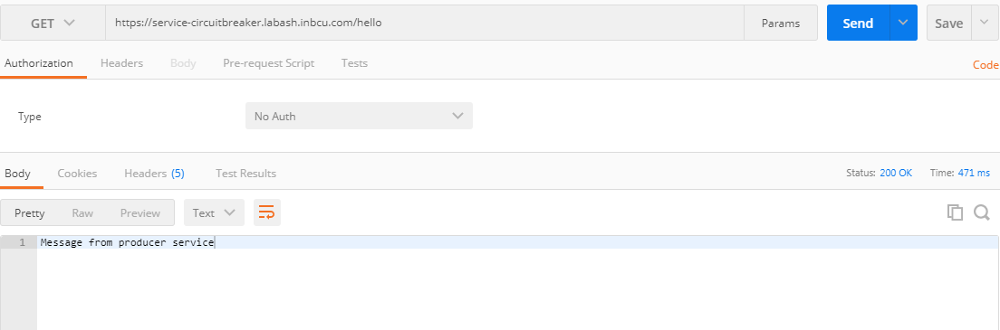 GET https://service-circuitbreaker.labash.inbcu.com/hello Params Send Save
Authorization Headers Body Pre-request Script Tests Code
Type No Auth
Body Cookies Headers (5) Test Results Status: 200 OK Time: 471 ms
Pretty Raw Preview Text
1 Message from producer service